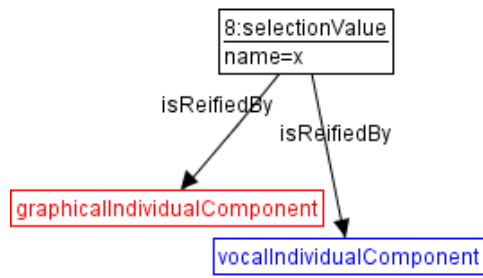 8:selectionValue
name=x
isReifiedBy
isReifiedBy
graphicalIndividualComponent
vocalIndividualComponent